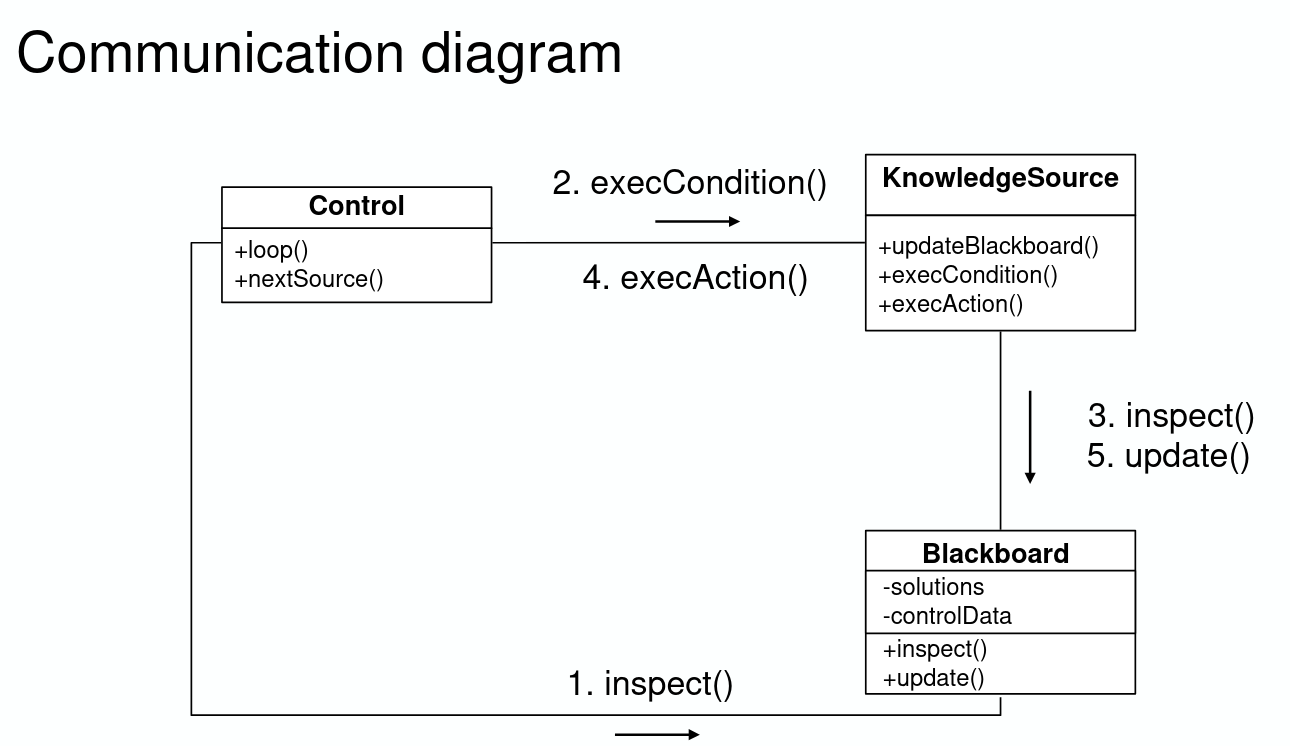 Communication diagram
Control
+loop()
+nextSource()
2. execCondition()
4. execAction()
KnowledgeSource
+updateBlackboard()
+execCondition()
+execAction()
3. inspect()
5. update()
Blackboard
-solutions
-controlData
+inspect()
+update()
1. inspect()